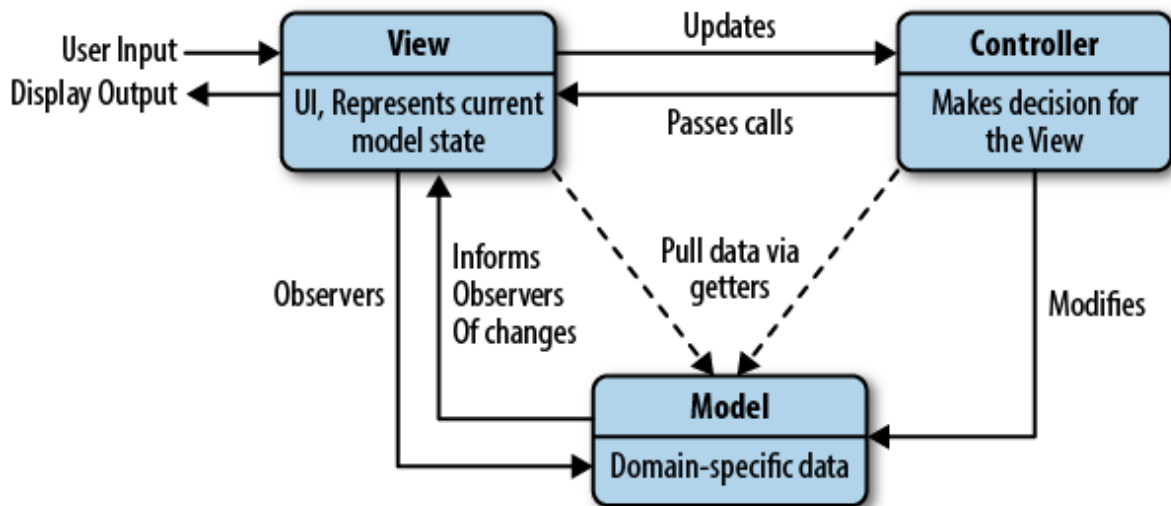 User Input
Display Output
View
UI, Represents current
model state
Updates
Passes calls
Controller
Makes decision for
the View
Observers
Informs
Observers
Of changes
Pull data via
getters
Modifies
Model
Domain-specific data